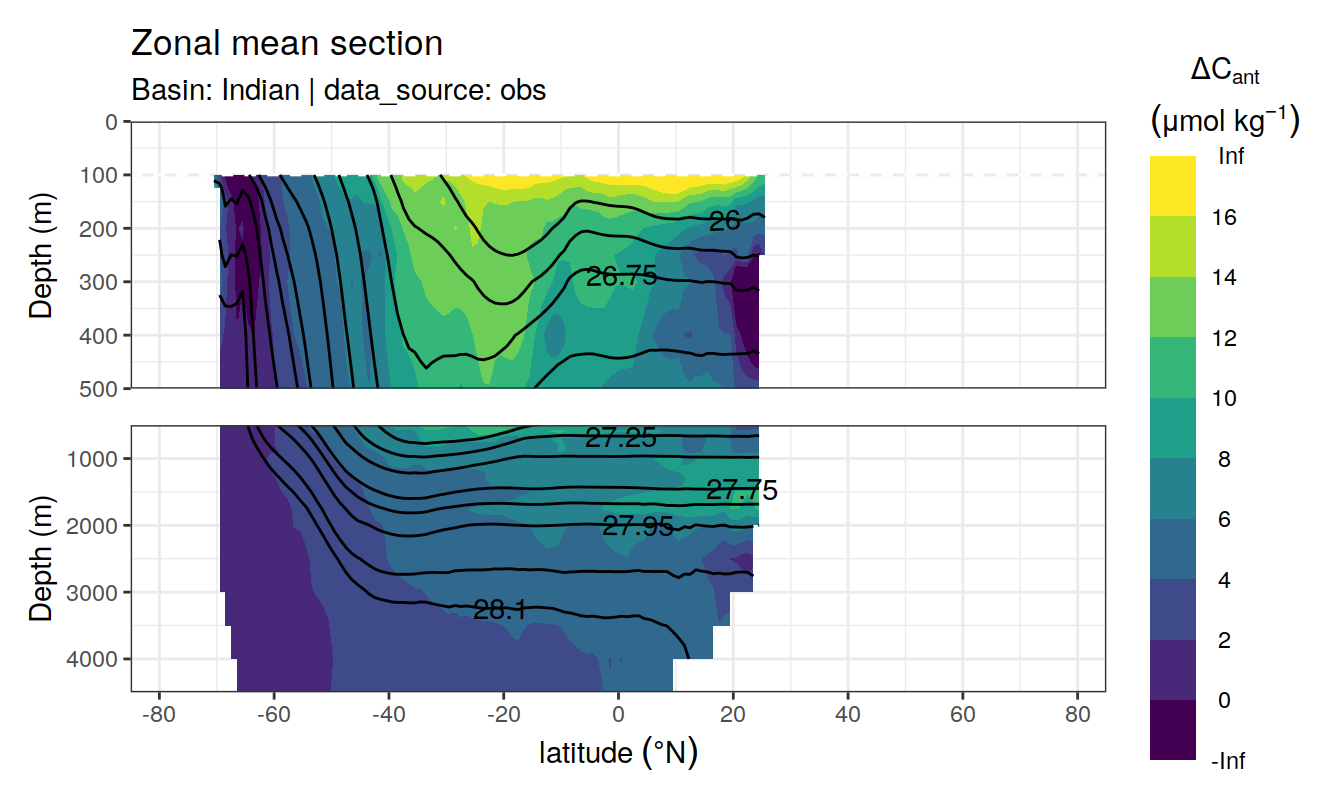 Zonal mean section
Basin: Indian | data_source: obs
ΔCant
(μmol kg⁻¹)
Inf
16
14
12
10
8
6
4
2
0
-Inf
Depth (m)
0
100
200
300
400
500
26
26.75
Depth (m)
1000
2000
3000
4000
27.25
27.75
27.95
28.1
-80 -60 -40 -20 0 20 40 60 80
latitude (°N)